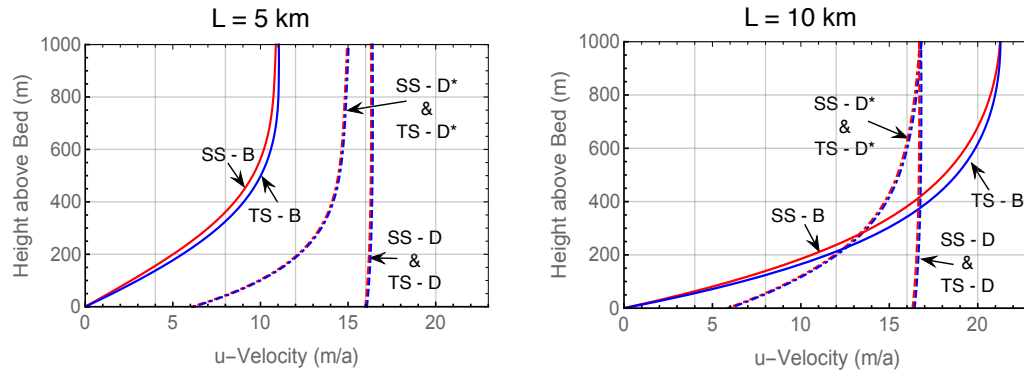 L = 5 km
Height above Bed (m)
1000
800
600
400
200
0
SS - D*
&
TS - D*
SS - B
TS - B
SS - D
&
TS - D
0 5 10 15 20
u-Velocity (m/a)
L = 10 km
Height above Bed (m)
1000
800
600
400
200
0
SS - D*
&
TS - D*
SS - B
TS - B
SS - D
&
TS - D
0 5 10 15 20
u-Velocity (m/a)